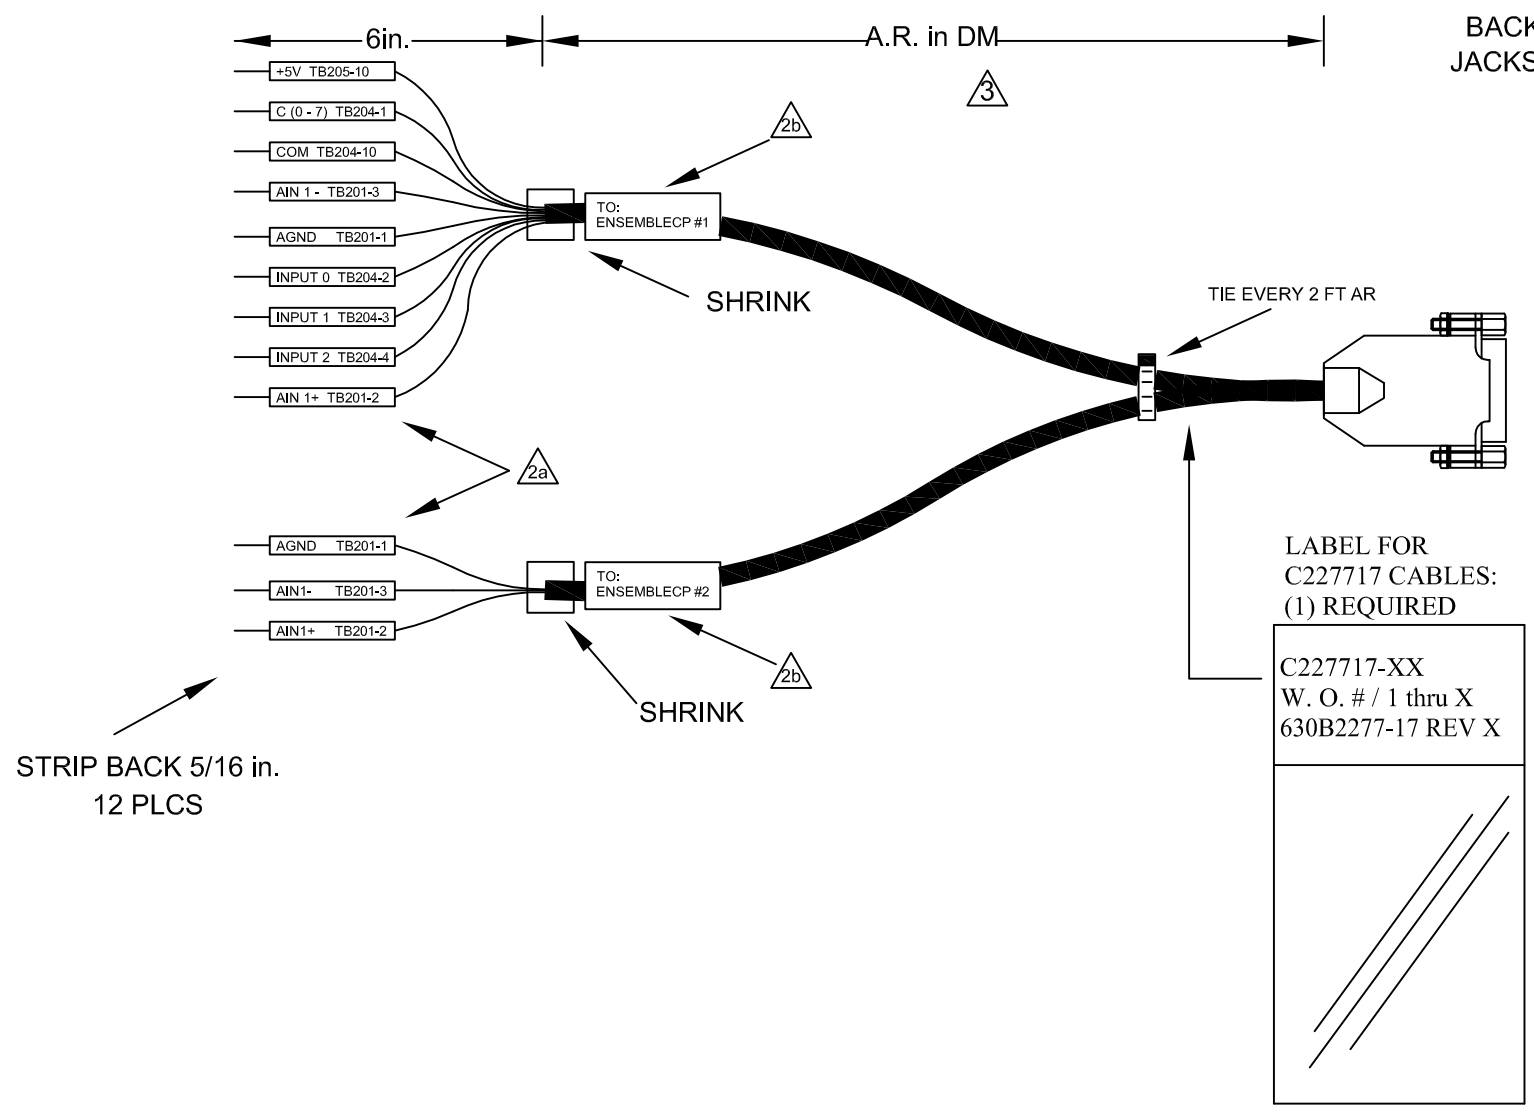 6in.
A.R. in DM
BACK
JACKS
3
+5V TB205-10
C (0 - 7) TB204-1
COM TB204-10
AIN 1 - TB201-3
AGND TB201-1
INPUT 0 TB204-2
INPUT 1 TB204-3
INPUT 2 TB204-4
AIN 1+ TB201-2
2b
TO:
ENSEMBLECP #1
SHRINK
TIE EVERY 2 FT AR
2a
AGND TB201-1
AIN1- TB201-3
AIN1+ TB201-2
TO:
ENSEMBLECP #2
2b
SHRINK
STRIP BACK 5/16 in.
12 PLCS
LABEL FOR
C227717 CABLES:
(1) REQUIRED
C227717-XX
W. O. # / 1 thru X
630B2277-17 REV X